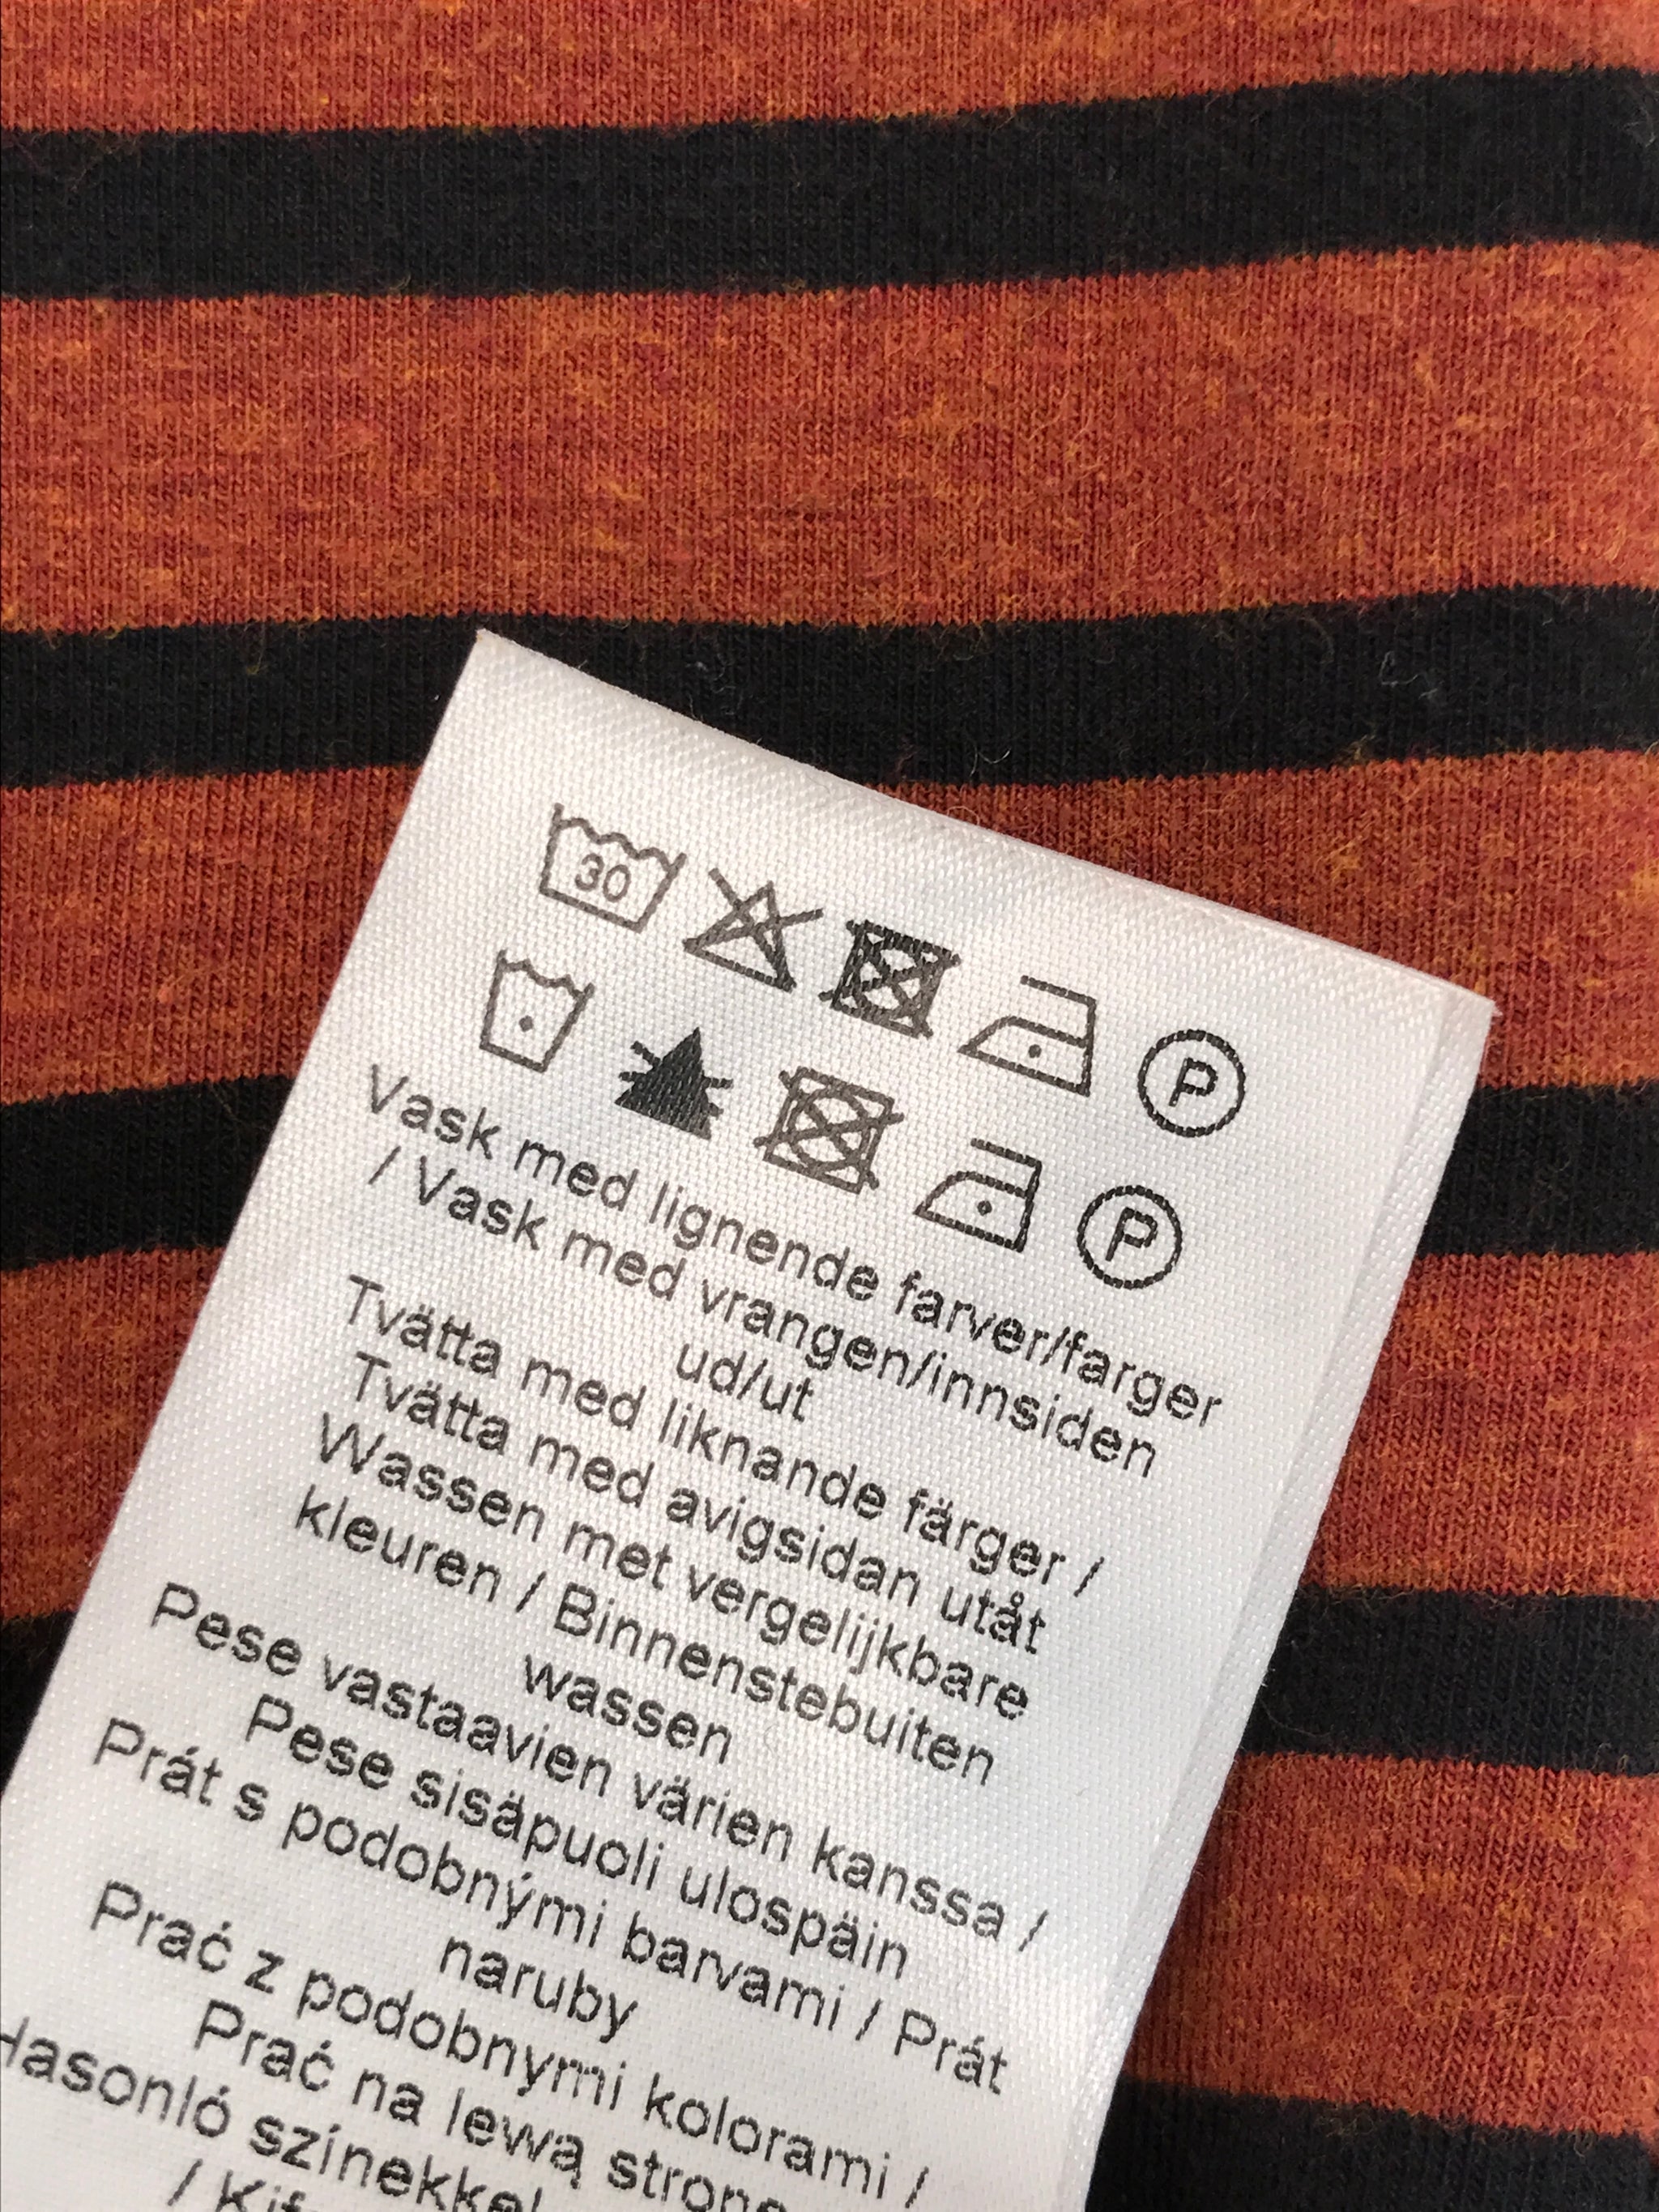 30
P
P
Vask med lignende farver/farger
/ Vask med vrangen/innsiden
ud/ut
Tvätta med liknande färger /
Tvätta med avigsidan utåt
Wassen met vergelijkbare
kleuren / Binnenstebuiten
wassen
Pese vastaavien värien kanssa /
Pese sisäpuoli ulospäin
Prát s podobnými barvami / Prát
naruby
Prać z podobnymi kolorami /
Prać na lewą
Hasonló színekkel
/